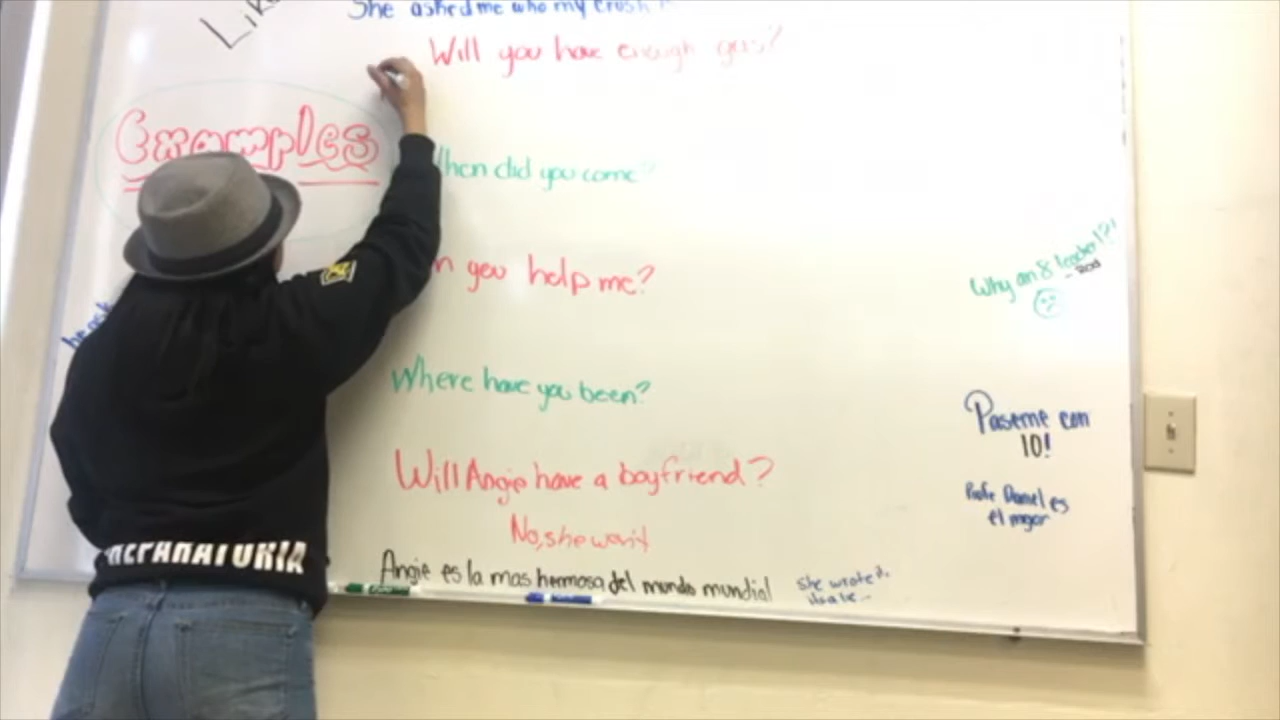 She asked me who my crush
Will you have enough gas?
Examples
When did you come?
you help me?
Why an 8 teacher!?!
- Rod
Where have you been?
Paseme con
10!
Will Angie have a boyfriend?
Profe Daniel es
el mejor
No, she won't
Angie es la mas hermosa del mundo mundial
she wrote it.
PREPARATORIA